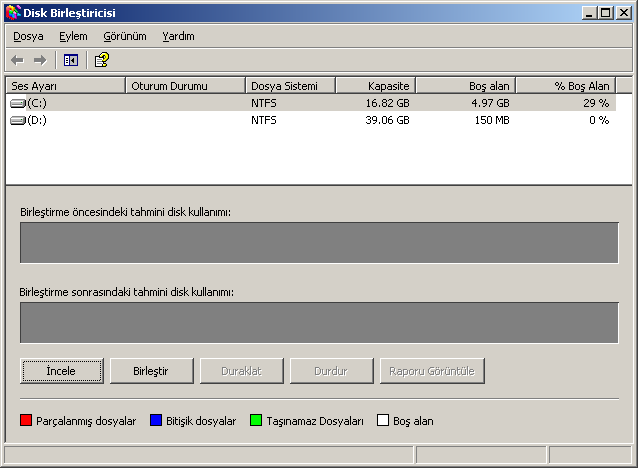 Disk Birleştiricisi
Dosya Eylem Görünüm Yardım
Ses Ayarı Oturum Durumu Dosya Sistemi Kapasite Boş alan % Boş Alan
(C:) NTFS 16.82 GB 4.97 GB 29 %
(D:) NTFS 39.06 GB 150 MB 0 %
Birleştirme öncesindeki tahmini disk kullanımı:
Birleştirme sonrasındaki tahmini disk kullanımı:
İncele Birleştir Duraklat Durdur Raporu Görüntüle
Parçalanmış dosyalar Bitişik dosyalar Taşınamaz Dosyaları Boş alan